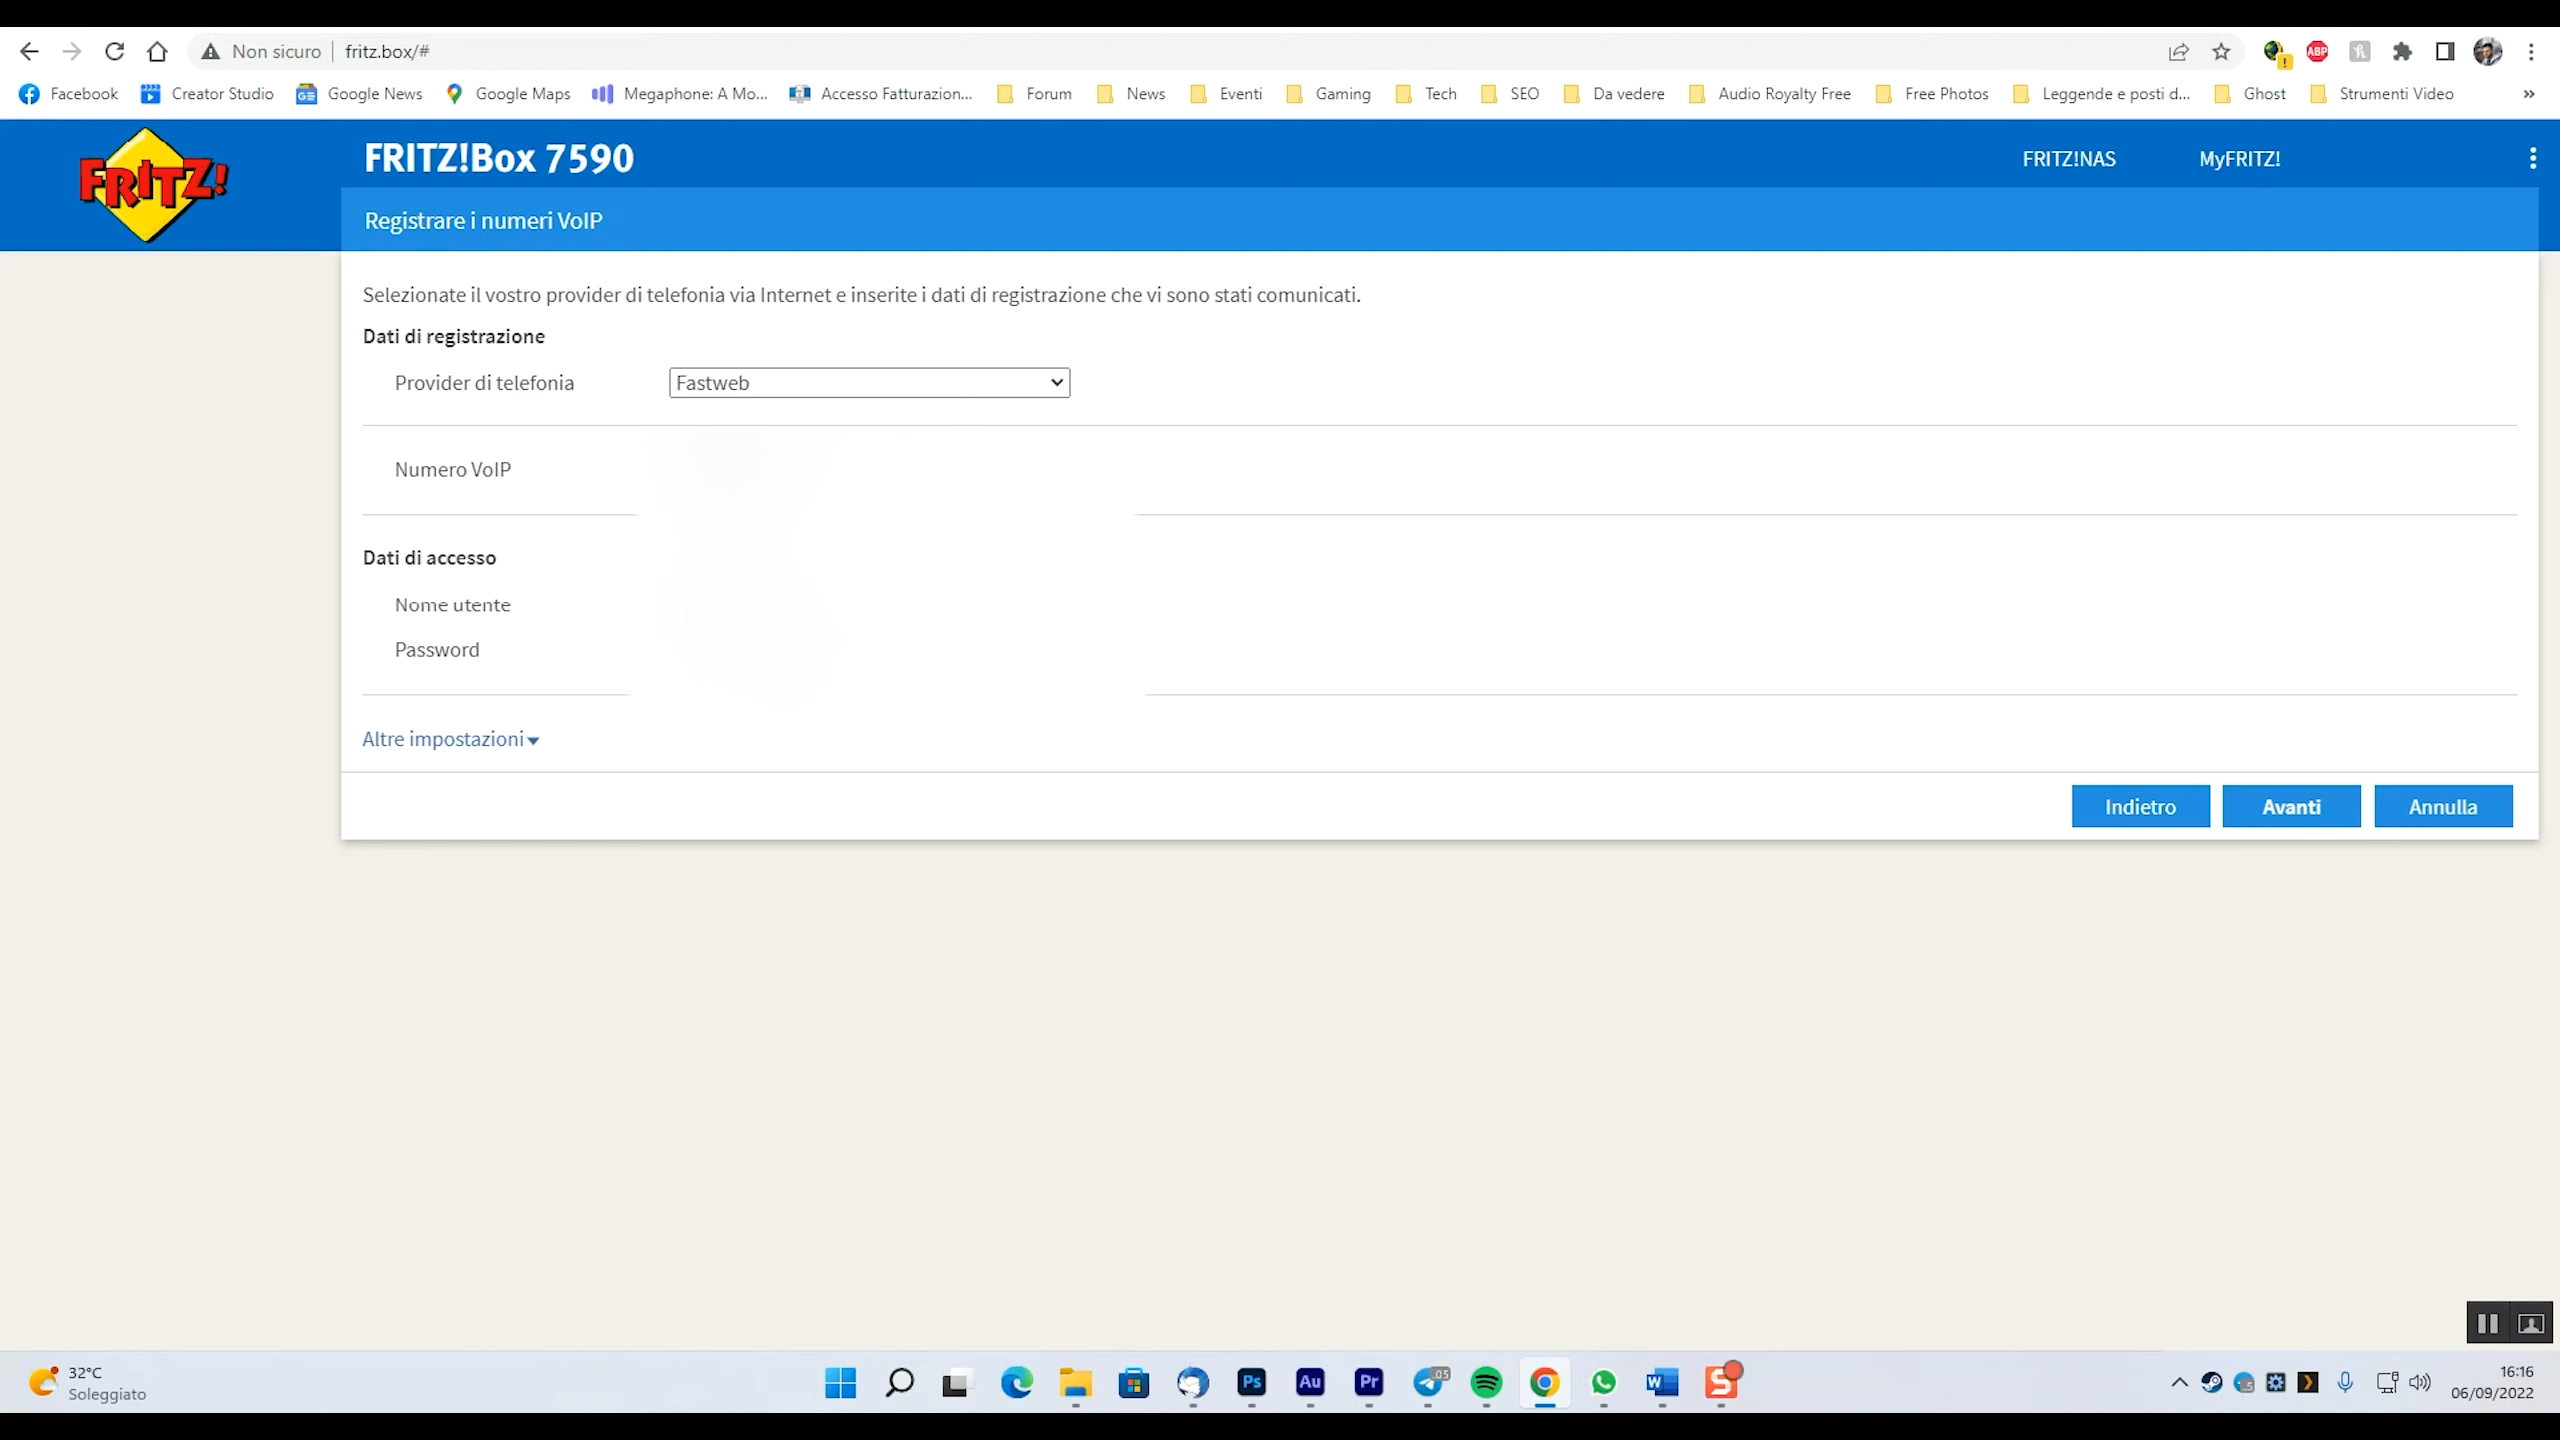 Non sicuro fritz.box/#
Facebook Creator Studio Google News Google Maps Megaphone: A Mo... Accesso Fatturazion... Forum News Eventi Gaming Tech SEO Da vedere Audio Royalty Free Free Photos Leggende e posti d... Ghost Strumenti Video »
FRITZ! FRITZ!Box 7590 FRITZ!NAS MyFRITZ!
Registrare i numeri VoIP
Selezionate il vostro provider di telefonia via Internet e inserite i dati di registrazione che vi sono stati comunicati.
Dati di registrazione
Provider di telefonia Fastweb
Numero VoIP
Dati di accesso
Nome utente
Password
Altre impostazioni
Indietro Avanti Annulla
32°C
Soleggiato
Ps Au Pr
16:16
06/09/2022